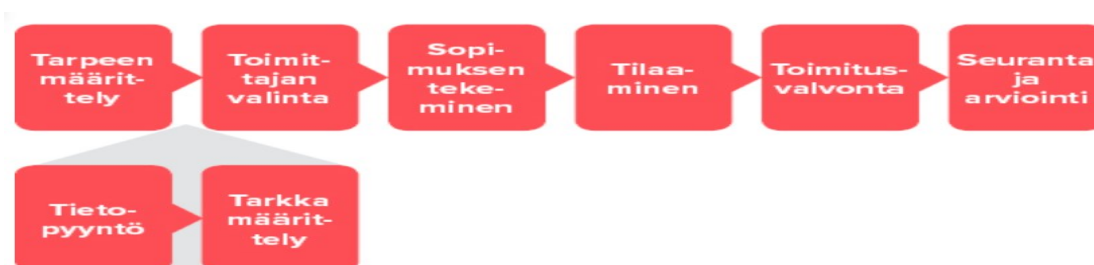 Tarpeen
määrit-
tely
Toimit-
tajan
valinta
Sopi-
muksen
teke-
minen
Tilaa-
minen
Toimitus-
valvonta
Seuranta
ja
arviointi
Tieto-
pyyntö
Tarkka
määrit-
tely